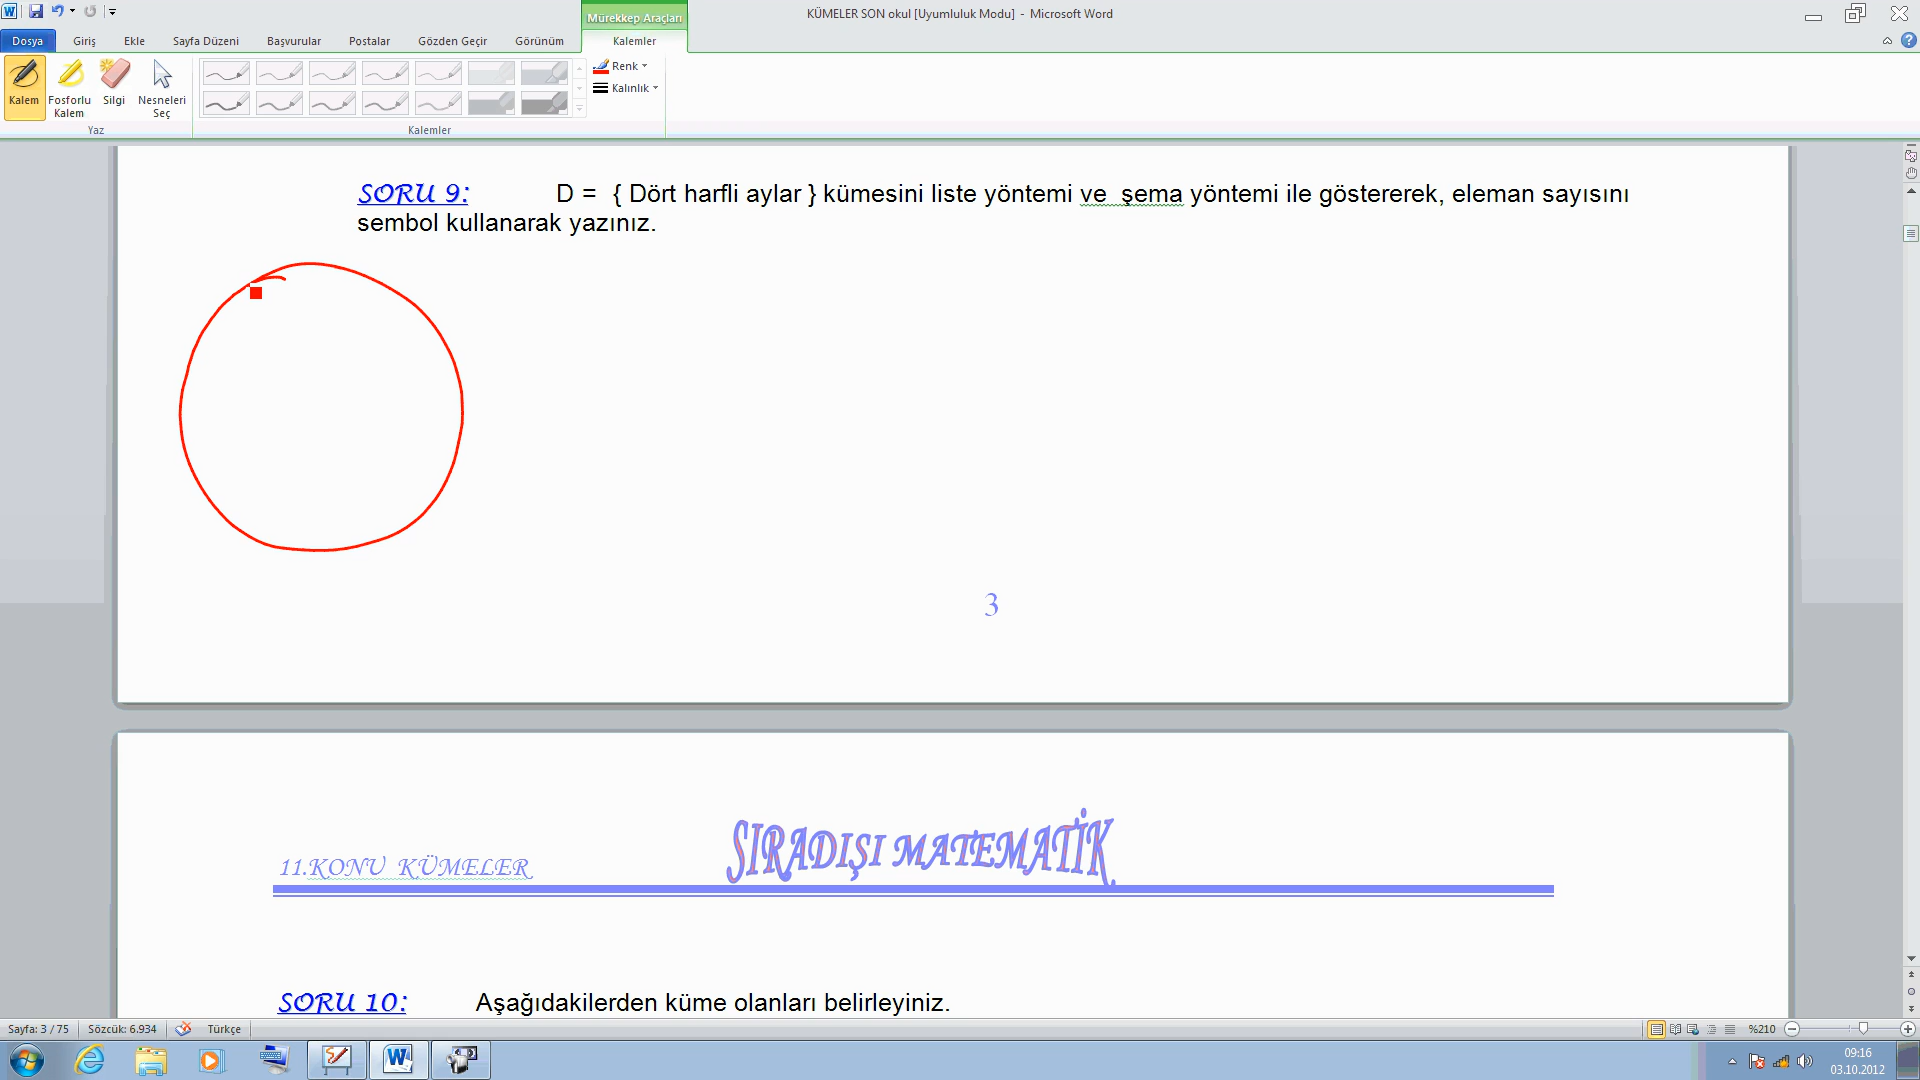 KÜMELER SON okul [Uyumluluk Modu] - Microsoft Word
Mürekkep Araçları
Dosya Giriş Ekle Sayfa Düzeni Başvurular Postalar Gözden Geçir Görünüm Kalemler
Kalem Fosforlu Kalem Silgi Nesneleri Seç
Renk
Kalınlık
Yaz Kalemler
SORU 9: D = { Dört harfli aylar } kümesini liste yöntemi ve şema yöntemi ile göstererek, eleman sayısını
sembol kullanarak yazınız.
3
11.KONU KÜMELER SIRADIŞI MATEMATİK
SORU 10: Aşağıdakilerden küme olanları belirleyiniz.
Sayfa: 3 / 75 Sözcük: 6.934 Türkçe %210
09:16
03.10.2012